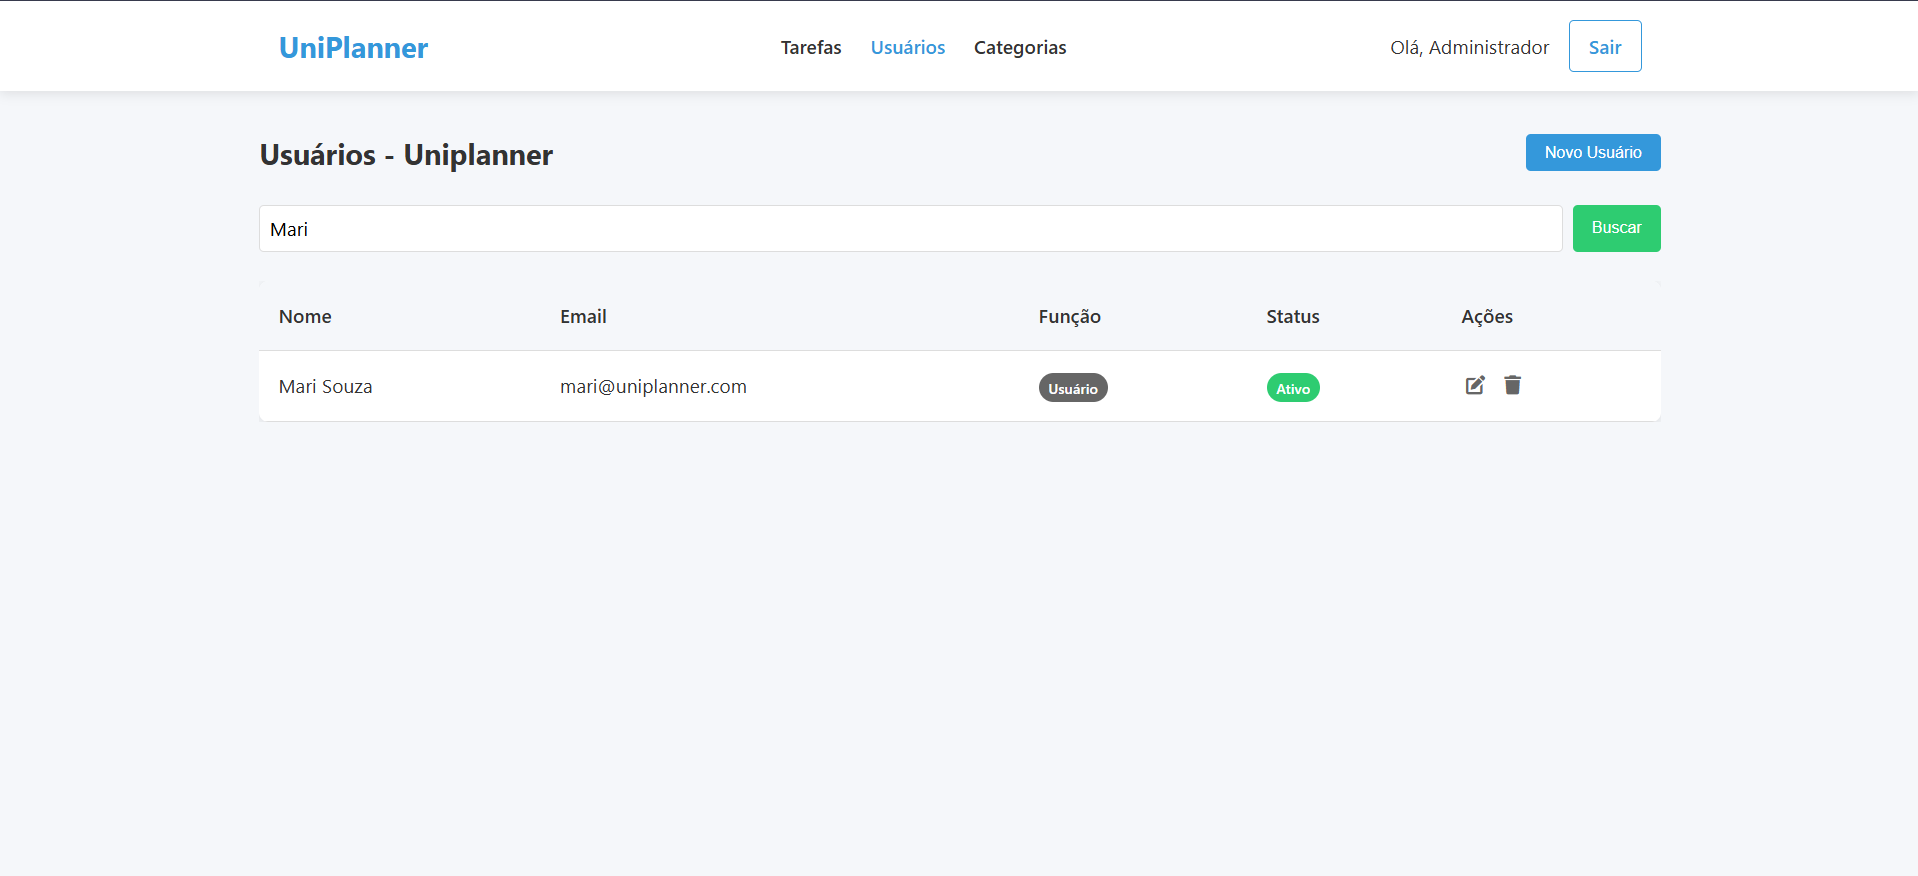 UniPlanner Tarefas Usuários Categorias Olá, Administrador Sair
Usuários - Uniplanner Novo Usuário
Mari Buscar
Nome Email Função Status Ações
Mari Souza mari@uniplanner.com Usuário Ativo